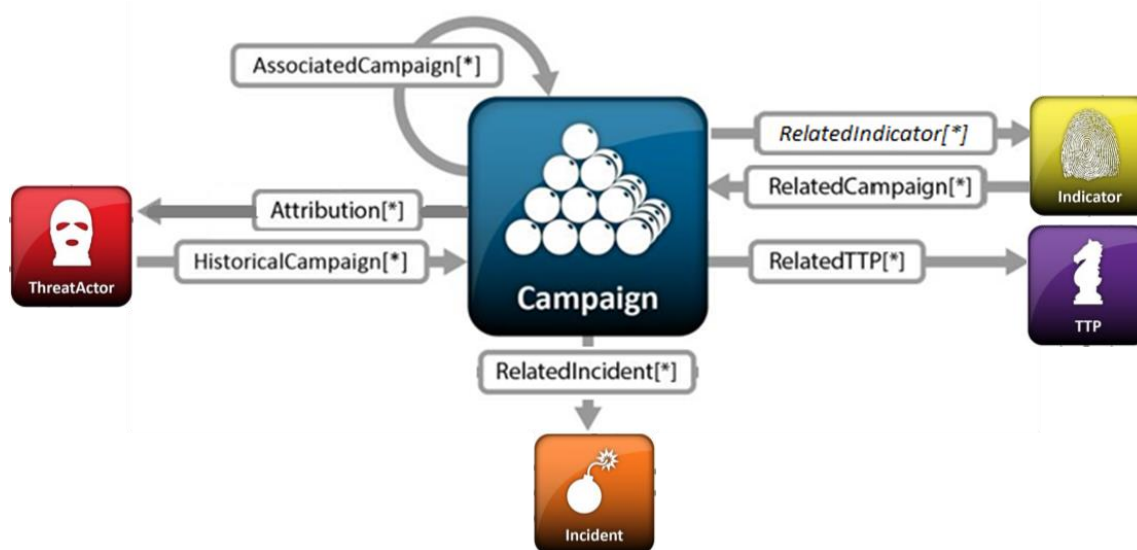 AssociatedCampaign[*]
RelatedIndicator[*]
RelatedCampaign[*]
Indicator
Attribution[*]
HistoricalCampaign[*]
ThreatActor
RelatedTTP[*]
Campaign
TTP
RelatedIncident[*]
Incident